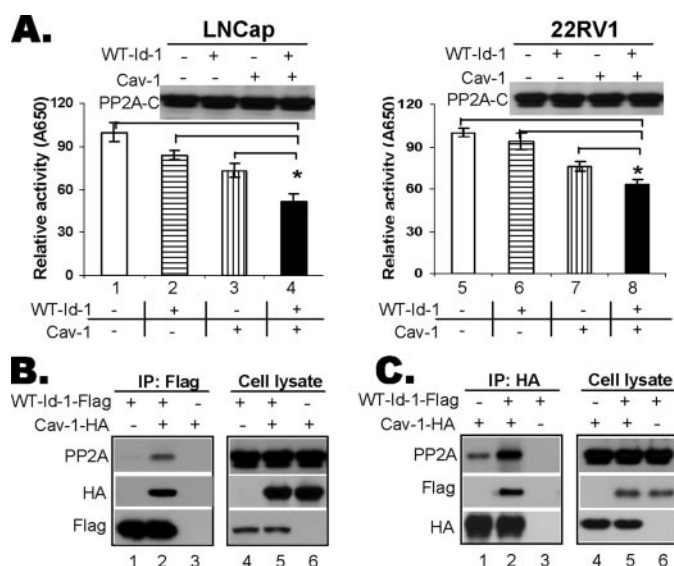 A.
LNCap
WT-Id-1 - + - +
Cav-1 - - + +
PP2A-C
Relative activity (A650)
120
90
60
30
0
*
1 2 3 4
WT-Id-1 - + - +
Cav-1 - - + +
22RV1
WT-Id-1 - + - +
Cav-1 - - + +
PP2A-C
Relative activity (A650)
120
90
60
30
0
*
5 6 7 8
WT-Id-1 - + - +
Cav-1 - - + +
B.
IP: Flag Cell lysate
WT-Id-1-Flag + + - + + -
Cav-1-HA - + - - + +
PP2A
HA
Flag
1 2 3 4 5 6
C.
IP: HA Cell lysate
WT-Id-1-Flag - + + - + +
Cav-1-HA + + - + + -
PP2A
Flag
HA
1 2 3 4 5 6